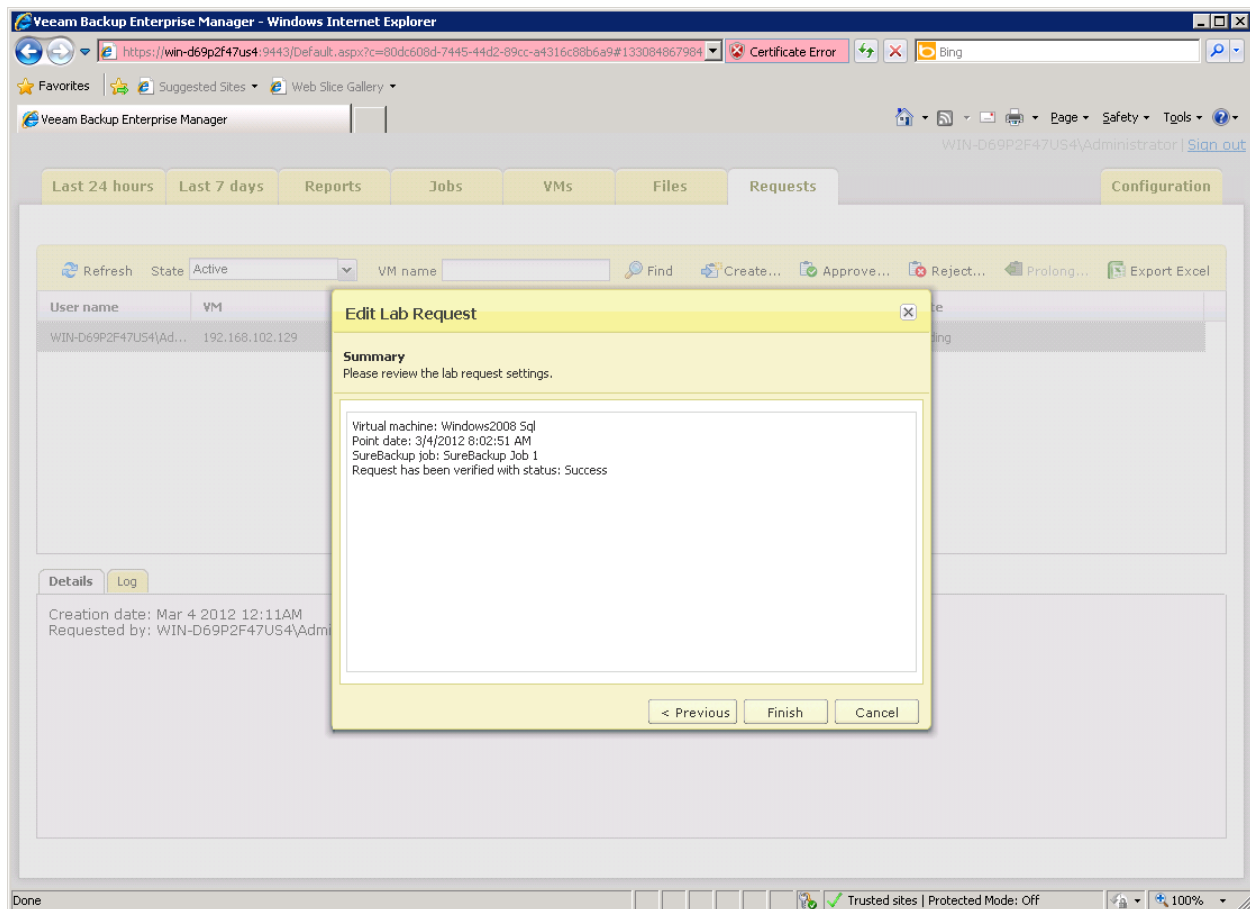 Veeam Backup Enterprise Manager - Windows Internet Explorer
https://win-d69p2f47us4:9443/Default.aspx?c=80dc608d-7445-44d2-89cc-a4316c88b6a9#133084867984 Certificate Error Bing
Favorites Suggested Sites Web Slice Gallery
Veeam Backup Enterprise Manager Page Safety Tools
WIN-D69P2F47US4\Administrator | Sign out
Last 24 hours Last 7 days Reports Jobs VMs Files Requests Configuration
Refresh State Active VM name Find Create... Approve... Reject... Prolong... Export Excel
User name VM te
WIN-D69P2F47US4\Ad... 192.168.102.129 ding
Edit Lab Request
Summary
Please review the lab request settings.
Virtual machine: Windows2008 Sql
Point date: 3/4/2012 8:02:51 AM
SureBackup job: SureBackup Job 1
Request has been verified with status: Success
< Previous Finish Cancel
Details Log
Creation date: Mar 4 2012 12:11AM
Requested by: WIN-D69P2F47US4\Admi
Done Trusted sites | Protected Mode: Off 100%